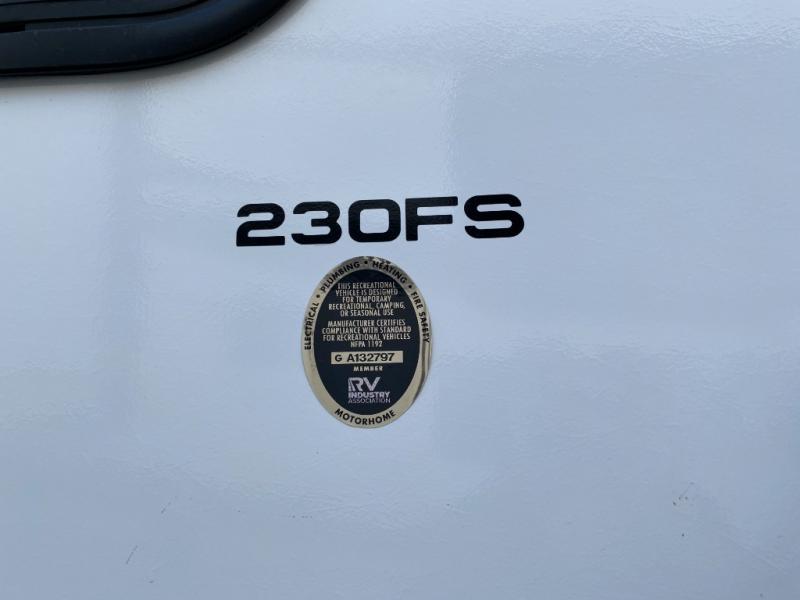 230FS
ELECTRICAL • PLUMBING • HEATING • FIRE SAFETY
THIS RECREATIONAL
VEHICLE IS DESIGNED
FOR TEMPORARY
RECREATIONAL, CAMPING,
OR SEASONAL USE
MANUFACTURER CERTIFIES
COMPLIANCE WITH STANDARD
FOR RECREATIONAL VEHICLES
NFPA 1192
G A132797
MEMBER
RV
INDUSTRY
ASSOCIATION
MOTORHOME